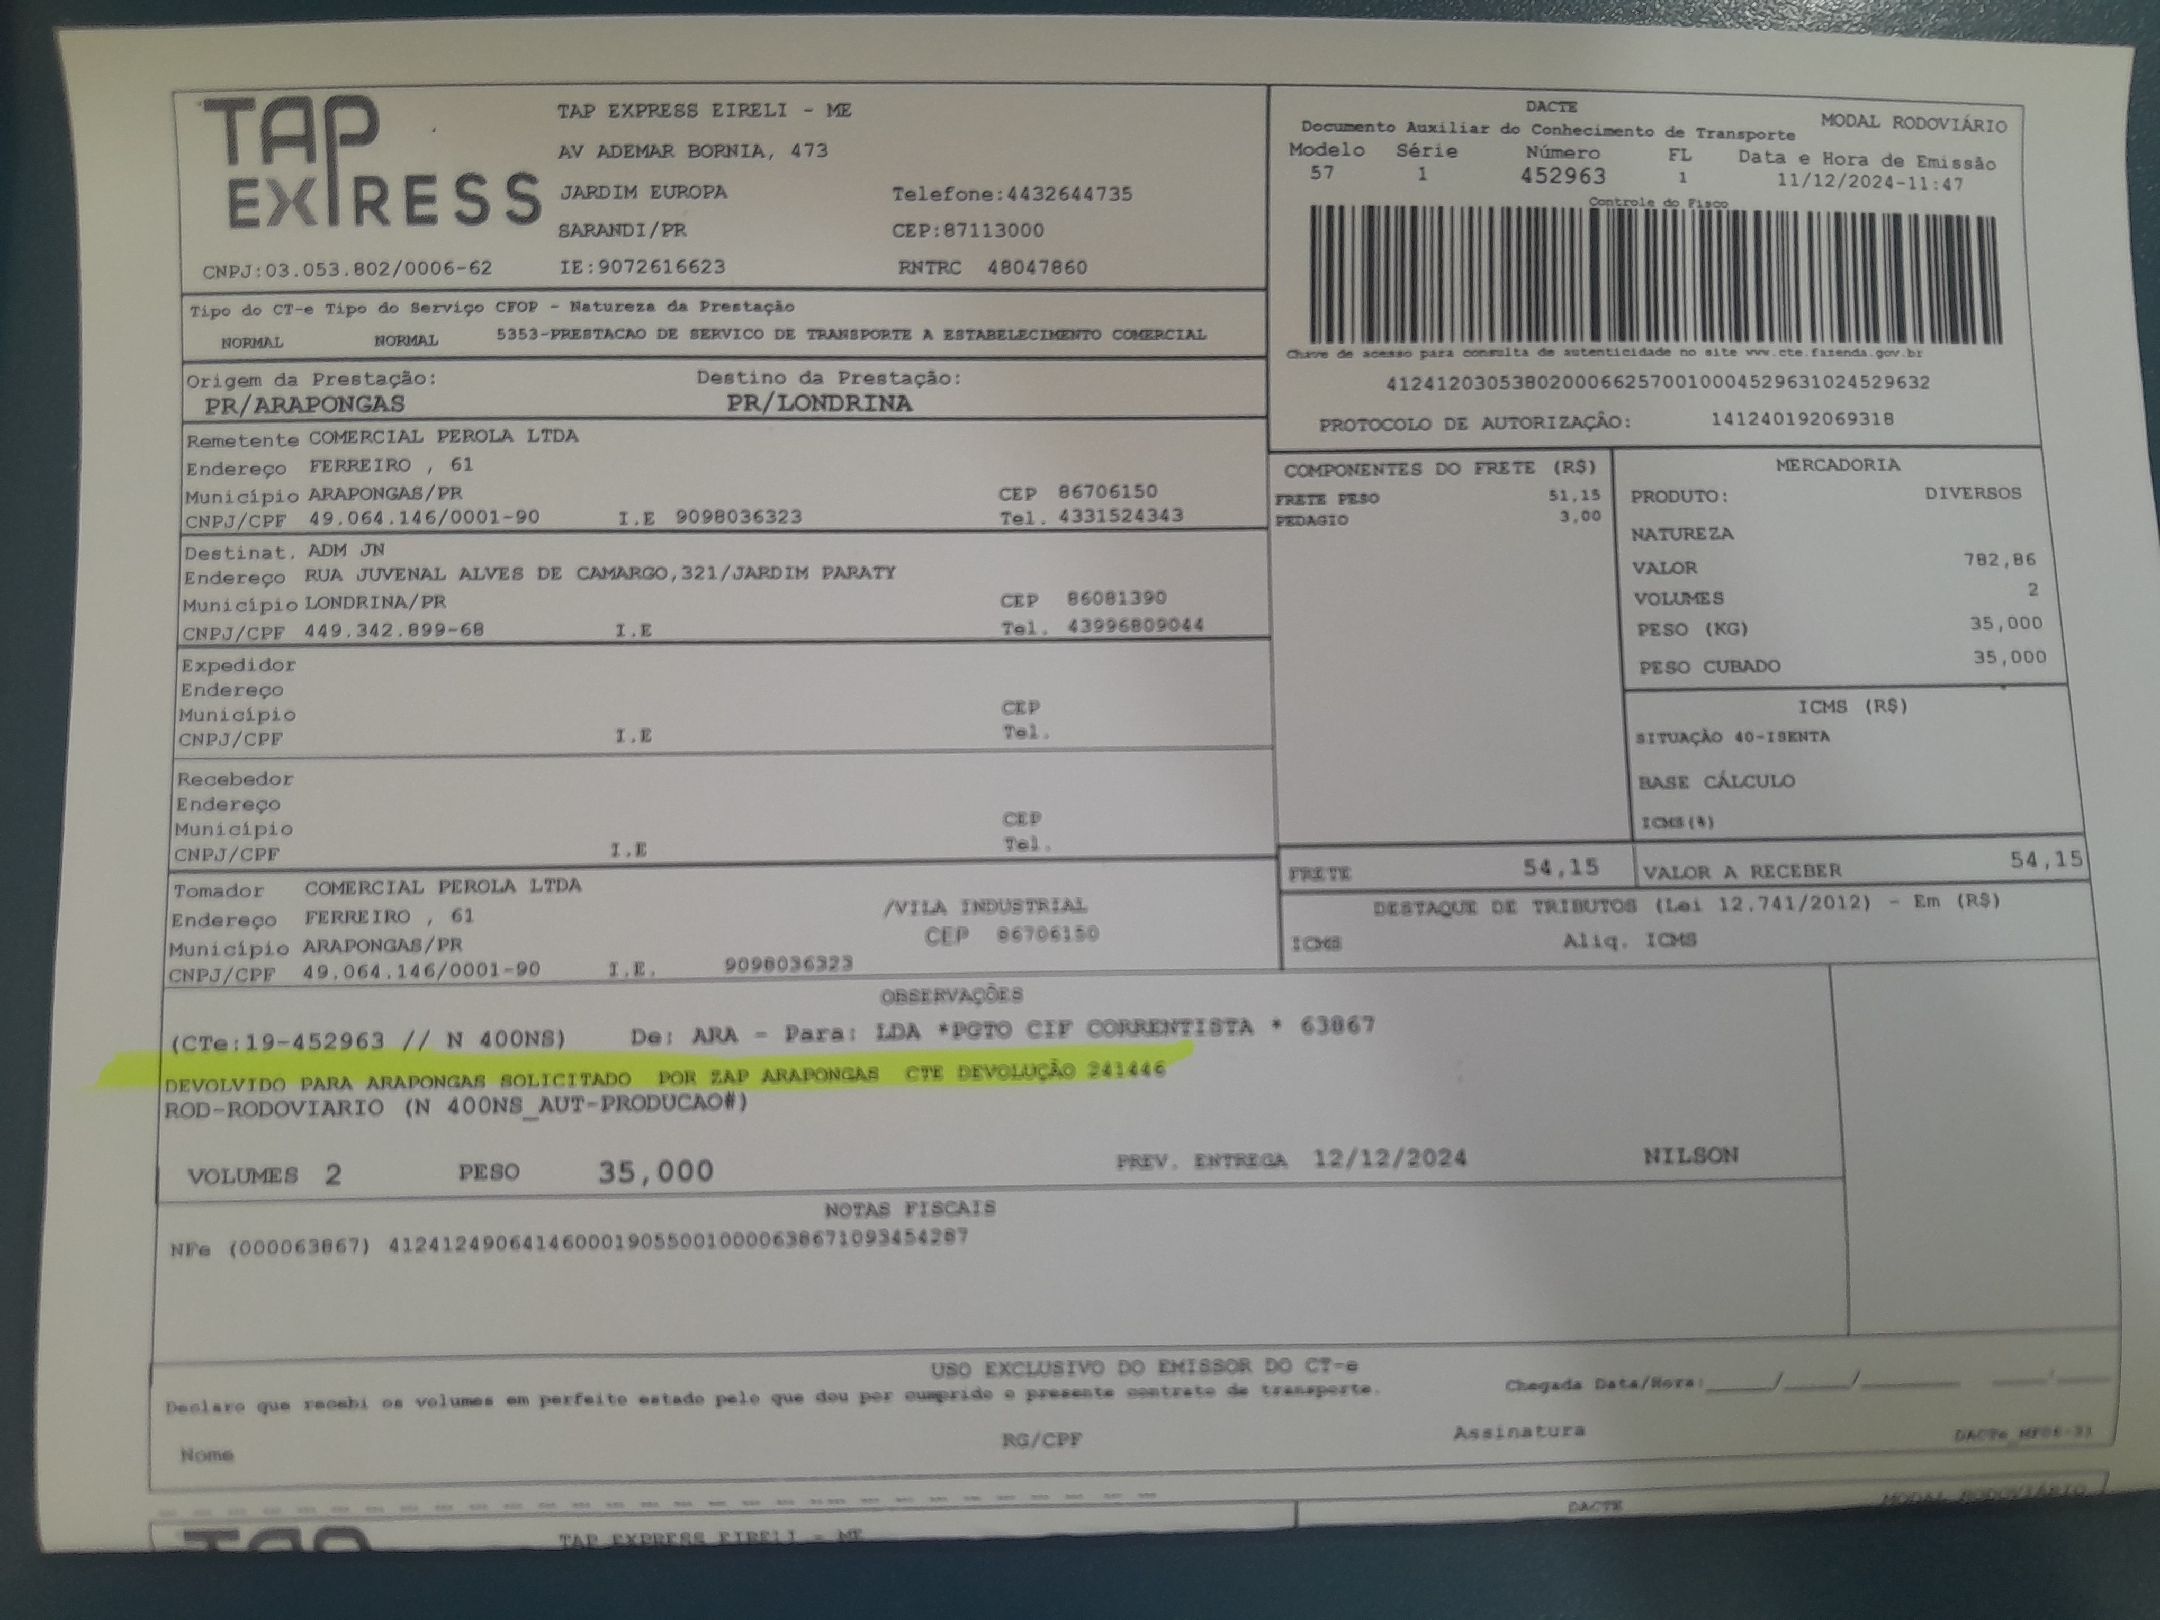 TAP EXPRESS
TAP EXPRESS EIRELI - ME
AV ADEMAR BORNIA, 473
JARDIM EUROPA Telefone:4432644735
SARANDI/PR CEP:87113000
CNPJ:03.053.802/0006-62 IE:9072616623 RNTRC 48047860
DACTE
Documento Auxiliar do Conhecimento de Transporte MODAL RODOVIÁRIO
Modelo Série Número FL Data e Hora de Emissão
57 1 452963 1 11/12/2024-11:47
Controle do Fisco
Chave de acesso para consulta de autenticidade no site www.cte.fazenda.gov.br
41241203053802000662570010004529631024529632
PROTOCOLO DE AUTORIZAÇÃO: 141240192069318
Tipo do CT-e Tipo do Serviço CFOP - Natureza da Prestação
NORMAL NORMAL 5353-PRESTACAO DE SERVICO DE TRANSPORTE A ESTABELECIMENTO COMERCIAL
Origem da Prestação: Destino da Prestação:
PR/ARAPONGAS PR/LONDRINA
Remetente COMERCIAL PEROLA LTDA
Endereço FERREIRO , 61
Município ARAPONGAS/PR CEP 86706150
CNPJ/CPF 49.064.146/0001-90 I.E 9098036323 Tel. 4331524343
Destinat. ADM JN
Endereço RUA JUVENAL ALVES DE CAMARGO,321/JARDIM PARATY
Município LONDRINA/PR CEP 86081390
CNPJ/CPF 449.342.899-68 I.E Tel. 43996809044
Expedidor
Endereço
Município CEP
CNPJ/CPF I.E Tel.
Recebedor
Endereço
Município CEP
CNPJ/CPF I.E Tel.
Tomador COMERCIAL PEROLA LTDA
Endereço FERREIRO , 61 /VILA INDUSTRIAL
Município ARAPONGAS/PR CEP 86706150
CNPJ/CPF 49.064.146/0001-90 I.E. 9098036323
COMPONENTES DO FRETE (R$)
FRETE PESO 51,15
PEDAGIO 3,00
MERCADORIA
PRODUTO: DIVERSOS
NATUREZA
VALOR 782,86
VOLUMES 2
PESO (KG) 35,000
PESO CUBADO 35,000
ICMS (R$)
SITUAÇÃO 40-ISENTA
BASE CÁLCULO
ICMS(%)
FRETE 54,15 VALOR A RECEBER 54,15
DESTAQUE DE TRIBUTOS (Lei 12.741/2012) - Em (R$)
ICMS Aliq. ICMS
OBSERVAÇÕES
(CTe:19-452963 // N 400NS) De: ARA - Para: LDA *PGTO CIF CORRENTISTA * 63867
DEVOLVIDO PARA ARAPONGAS SOLICITADO POR ZAP ARAPONGAS CTE DEVOLUÇÃO 241446
ROD-RODOVIARIO (N 400NS_AUT-PRODUCAO#)
VOLUMES 2 PESO 35,000 PREV. ENTREGA 12/12/2024 NILSON
NOTAS FISCAIS
NFe (000063867) 41241249064146000190550010000638671093454287
USO EXCLUSIVO DO EMISSOR DO CT-e
Declaro que recebi os volumes em perfeito estado pelo que dou por cumprido o presente contrato de transporte. Chegada Data/Hora:
Nome RG/CPF Assinatura
TAP TAP EXPRESS EIRELI - ME DACTE MODAL RODOVIÁRIO